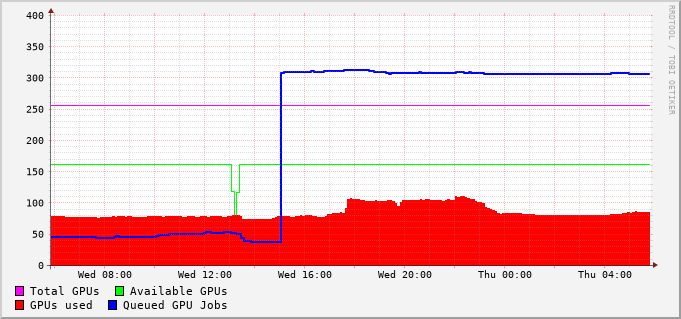 400
350
300
250
200
150
100
50
0
Wed 08:00 Wed 12:00 Wed 16:00 Wed 20:00 Thu 00:00 Thu 04:00
Total GPUs Available GPUs
GPUs used Queued GPU Jobs
RRDTOOL / TOBI OETIKER